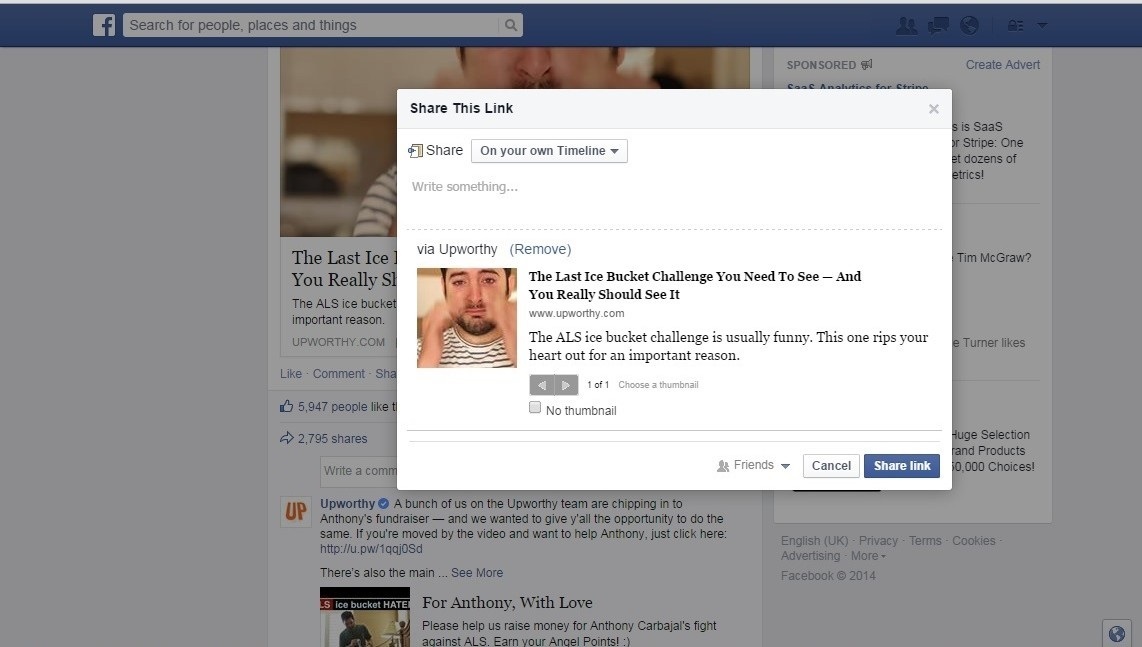 f
Search for people, places and things
SPONSORED
Create Advert
SaaS Analytics for Stripe
s is SaaS
or Stripe: One
et dozens of
etrics!
Tim McGraw?
e Turner likes
Huge Selection
rand Products
50,000 Choices!
Share This Link
Share
On your own Timeline
Write something...
via Upworthy (Remove)
The Last Ice Bucket Challenge You Need To See — And
You Really Should See It
www.upworthy.com
The ALS ice bucket challenge is usually funny. This one rips your
heart out for an important reason.
1 of 1 Choose a thumbnail
No thumbnail
Friends
Cancel
Share link
The Last Ice
You Really Sh
The ALS ice bucket
important reason.
UPWORTHY.COM
Like · Comment · Sha
5,947 people like t
2,795 shares
Write a comm
UP
Upworthy A bunch of us on the Upworthy team are chipping in to
Anthony's fundraiser — and we wanted to give y'all the opportunity to do the
same. If you're moved by the video and want to help Anthony, just click here:
http://u.pw/1qqj0Sd
There's also the main ... See More
LS ice bucket HATE
For Anthony, With Love
Please help us raise money for Anthony Carbajal's fight
against ALS. Earn your Angel Points! :)
English (UK) · Privacy · Terms · Cookies ·
Advertising · More
Facebook © 2014